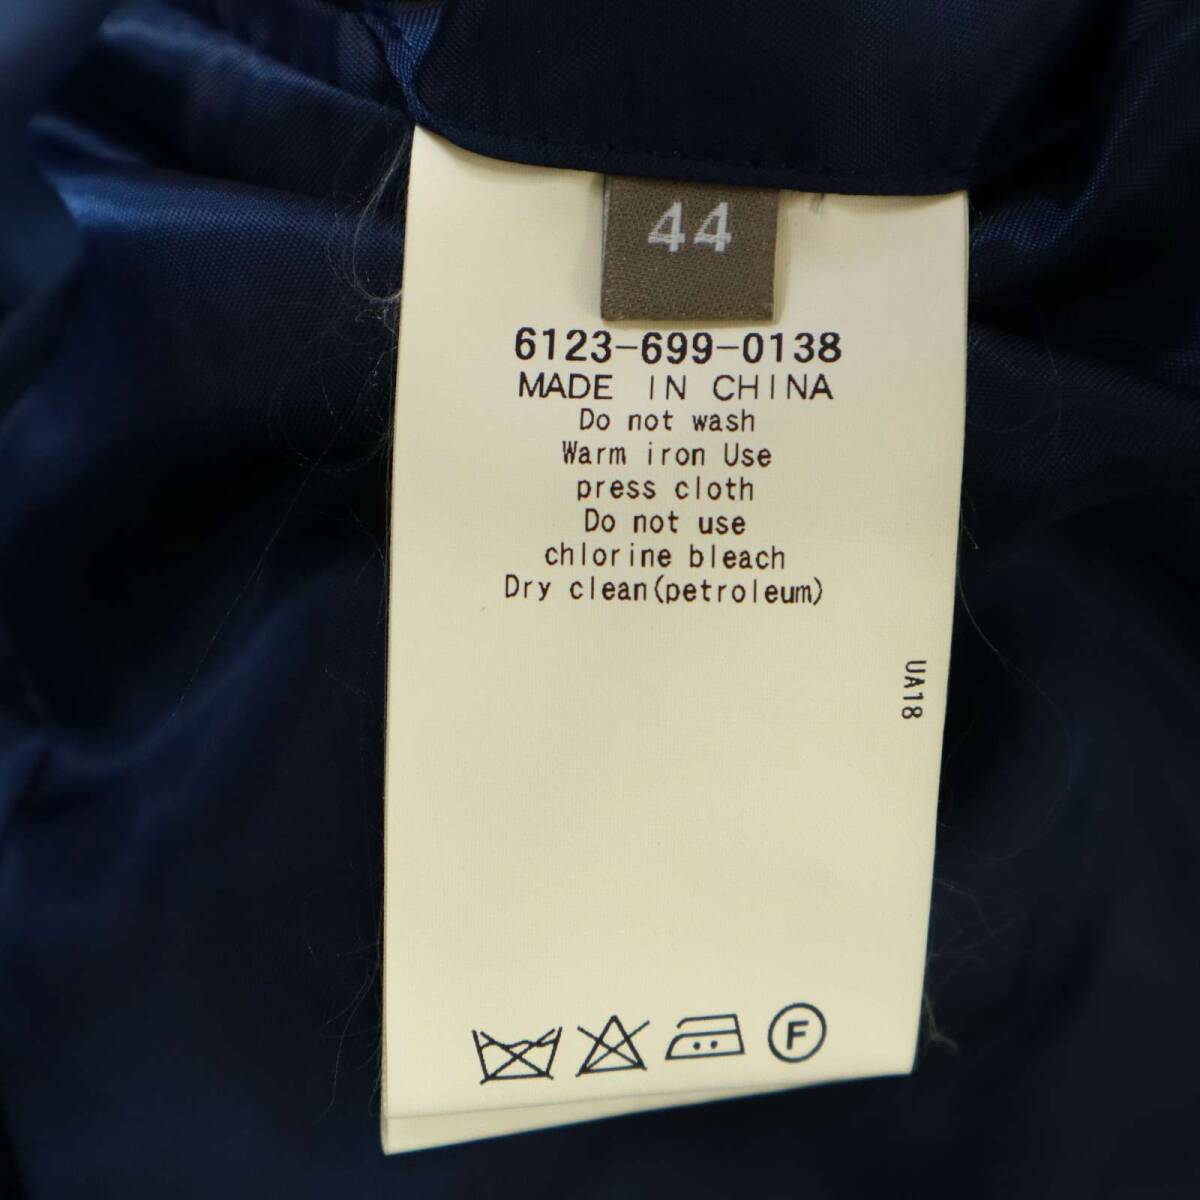 44
6123-699-0138
MADE IN CHINA
Do not wash
Warm iron Use
press cloth
Do not use
chlorine bleach
Dry clean(petroleum)
UA18
F